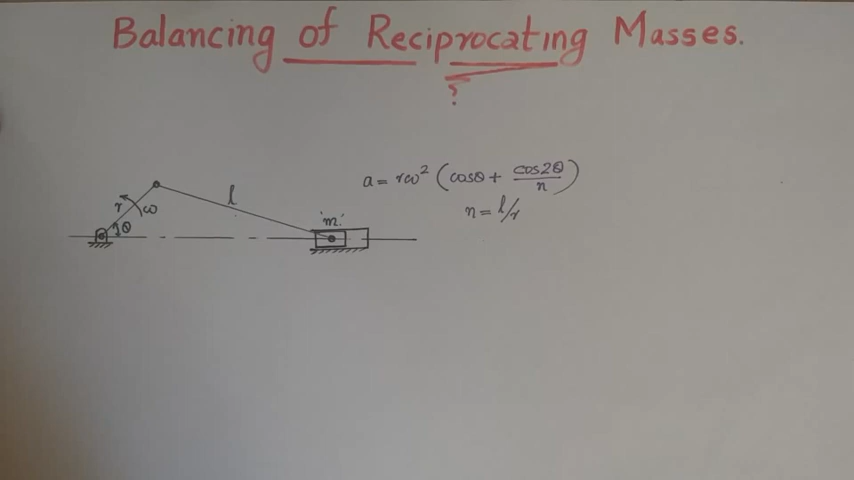 Balancing of Reciprocating Masses.
?
a = rω² (cosθ + cos2θ/n)
n = l/r
l
'm'
r
ω
θ